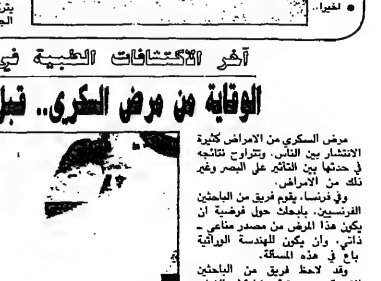 اخيرا..
آخر الاكتشافات الطبية في
الوقاية من مرض السكري.. قبل
مرض السكري من الامراض كثيرة
الانتشار بين الناس. وتتراوح نتائجه
في حدتها بين التأثير على البصر وغير
ذلك من الامراض.
وفي فرنسا، يقوم فريق من الباحثين
الفرنسيين، بابحاث حول فرضية ان
يكون هذا المرض من مصدر مناعي ـ
ذاتي، وان يكون للهندسة الوراثية
باع في هذه المسالة.
وقد لاحظ فريق من الباحثين